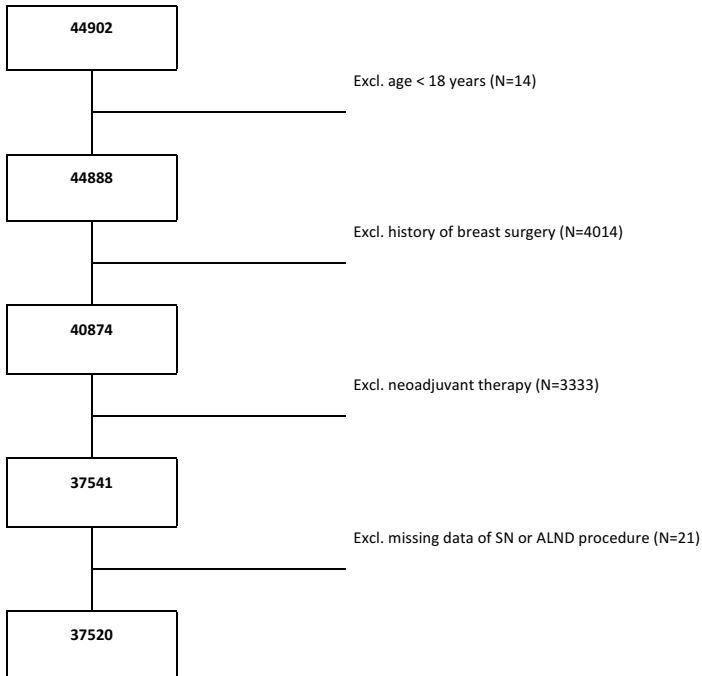 44902
Excl. age < 18 years (N=14)
44888
Excl. history of breast surgery (N=4014)
40874
Excl. neoadjuvant therapy (N=3333)
37541
Excl. missing data of SN or ALND procedure (N=21)
37520